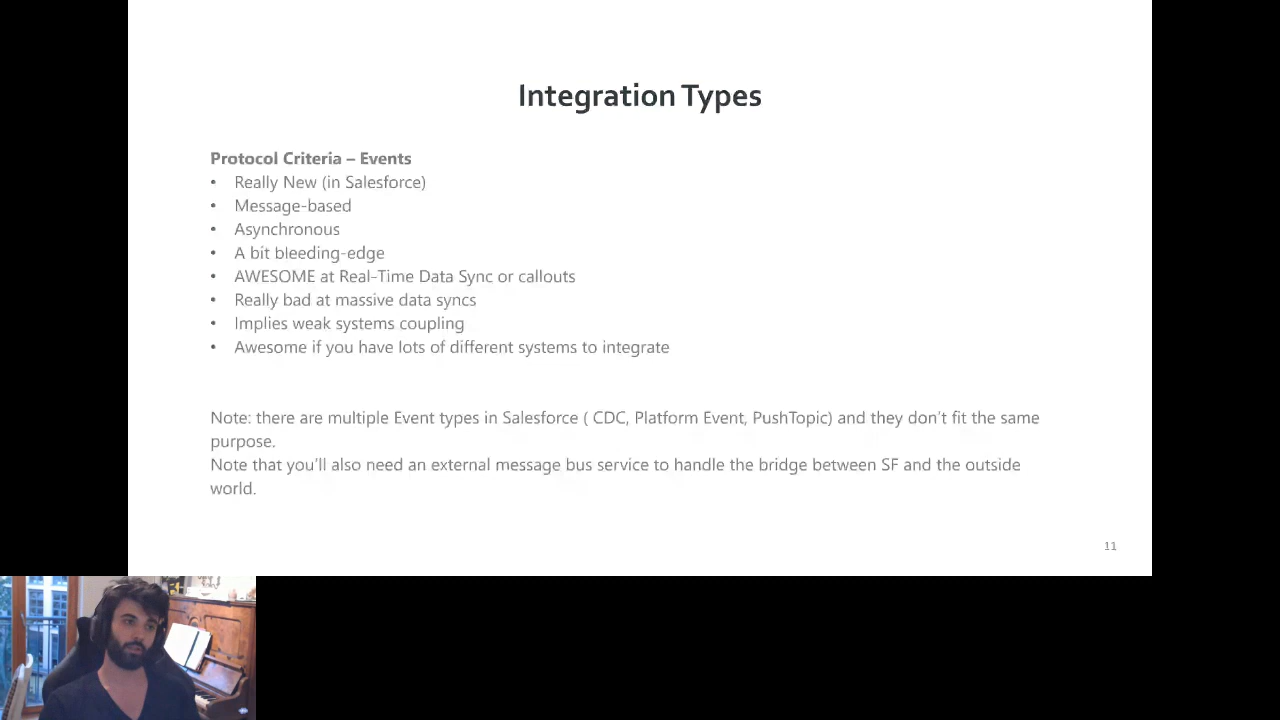 Integration Types
Protocol Criteria – Events
• Really New (in Salesforce)
• Message-based
• Asynchronous
• A bit bleeding-edge
• AWESOME at Real-Time Data Sync or callouts
• Really bad at massive data syncs
• Implies weak systems coupling
• Awesome if you have lots of different systems to integrate
Note: there are multiple Event types in Salesforce ( CDC, Platform Event, PushTopic) and they don't fit the same
purpose.
Note that you'll also need an external message bus service to handle the bridge between SF and the outside
world.
11